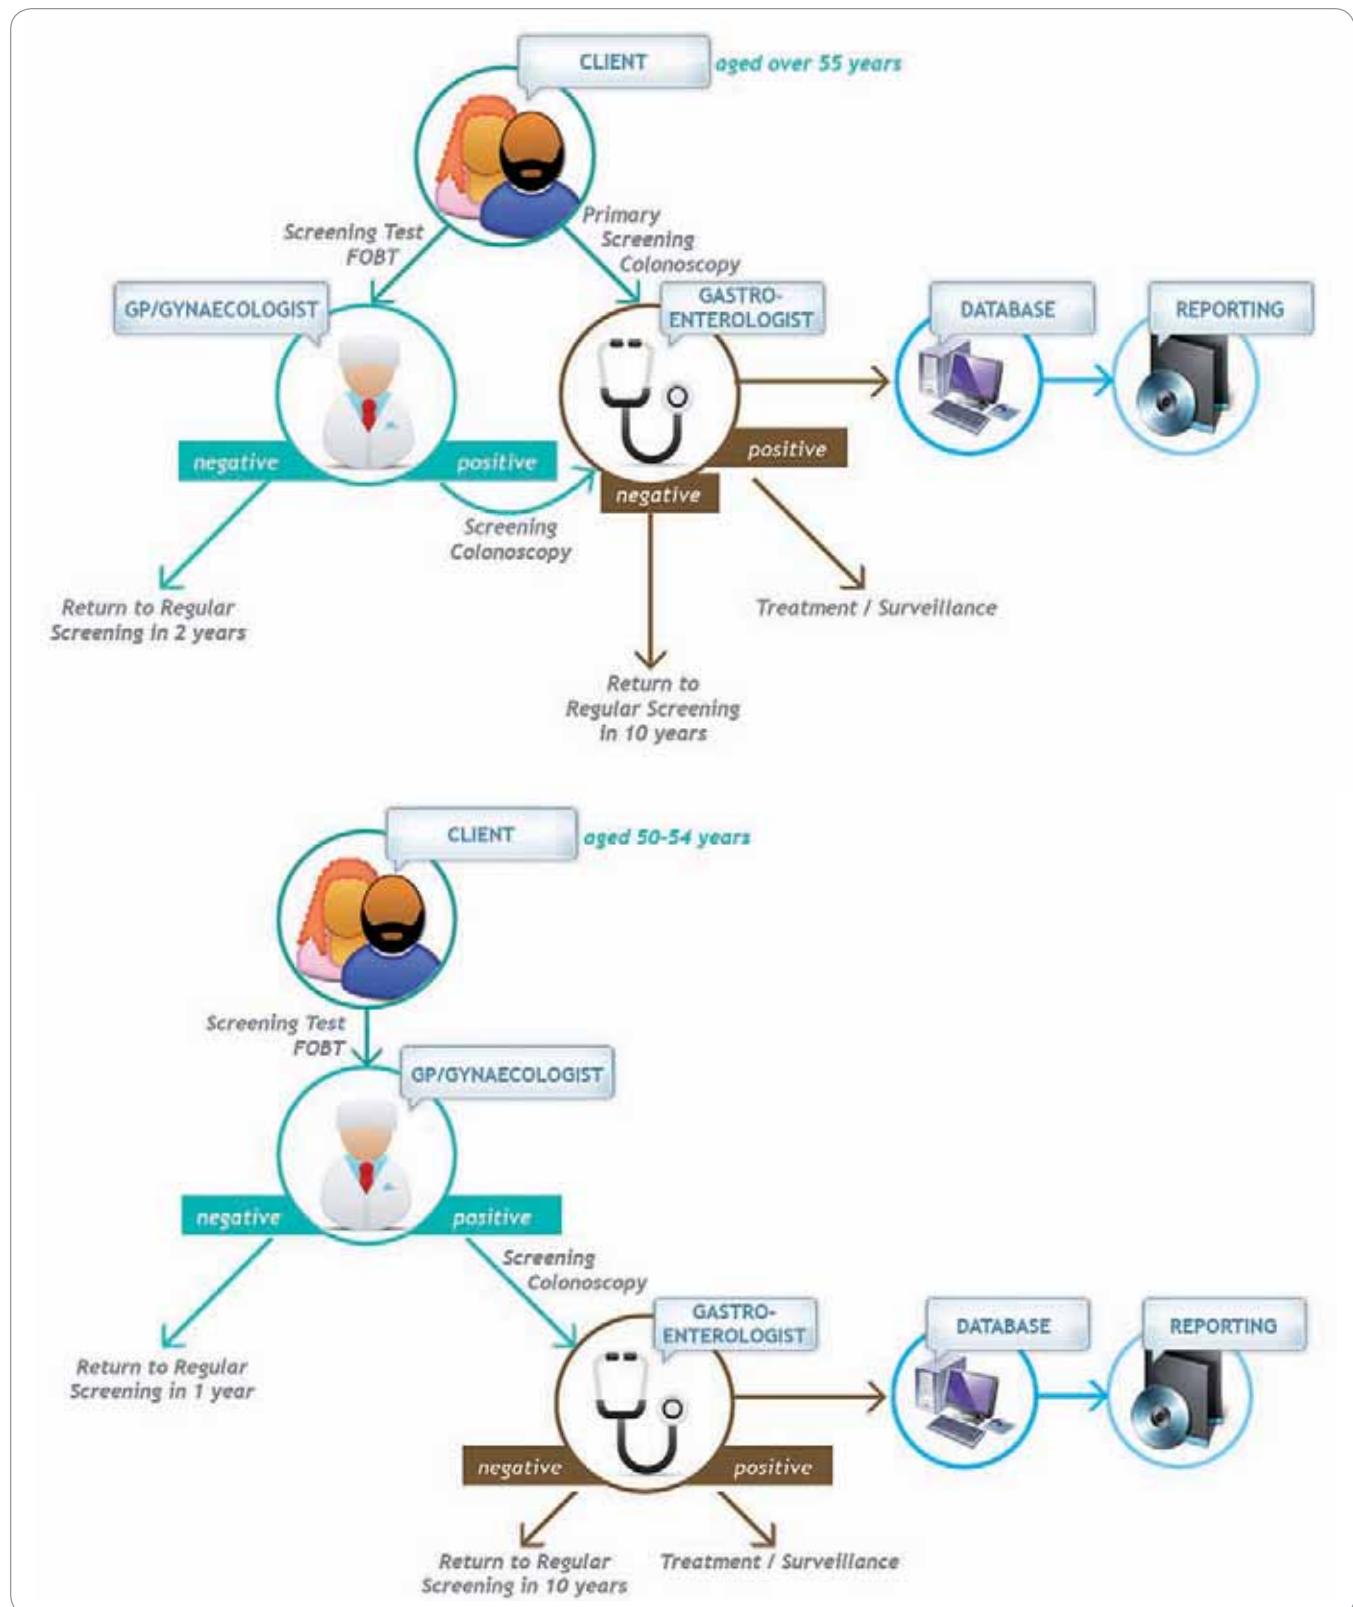 CLIENT
aged over 55 years
Screening Test
FOBT
Primary
Screening
Colonoscopy
GP/GYNAECOLOGIST
GASTRO-
ENTEROLOGIST
DATABASE
REPORTING
negative
positive
positive
negative
Screening
Colonoscopy
Return to Regular
Screening in 2 years
Treatment / Surveillance
Return to
Regular Screening
in 10 years
CLIENT
aged 50-54 years
Screening Test
FOBT
GP/GYNAECOLOGIST
negative
positive
Screening
Colonoscopy
Return to Regular
Screening in 1 year
GASTRO-
ENTEROLOGIST
DATABASE
REPORTING
negative
positive
Return to Regular
Screening in 10 years
Treatment / Surveillance